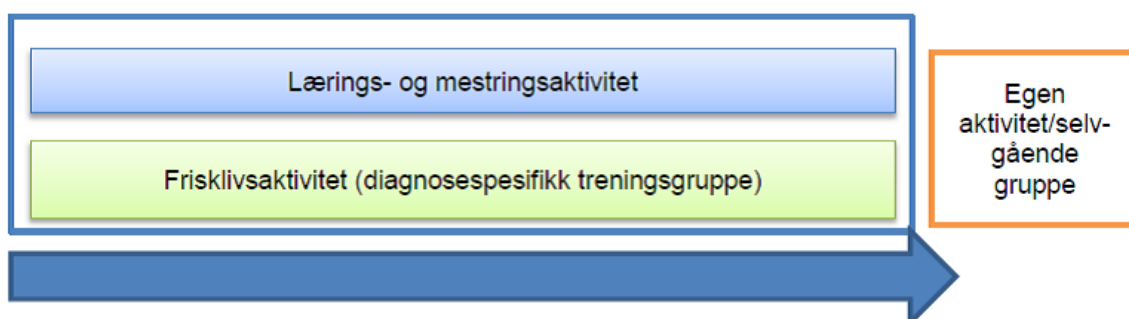 Lærings- og mestringsaktivitet
Frisklivsaktivitet (diagnosespesifikk treningsgruppe)
Egen
aktivitet/selv-
gående
gruppe